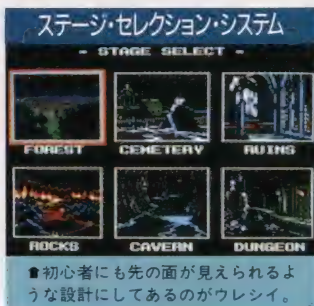 ステージ・セレクション・システム
- STAGE SELECT -
FOREST CEMETERY RUINS
ROCKS CAVERN DUNGEON
⬆初心者にも先の面が見えられるよ
うな設計にしてあるのがウレシイ。